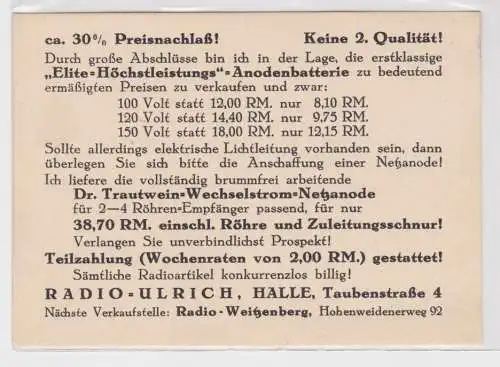 ca. 30% Preisnachlaß! Keine 2. Qualität!
Durch große Abschlüsse bin ich in der Lage, die erstklassige
„Elite=Höchstleistungs"=Anodenbatterie zu bedeutend
ermäßigten Preisen zu verkaufen und zwar:
100 Volt statt 12,00 RM. nur 8,10 RM.
120 Volt statt 14,40 RM. nur 9,75 RM.
150 Volt statt 18,00 RM. nur 12,15 RM.
Sollte allerdings elektrische Lichtleitung vorhanden sein, dann
überlegen Sie sich bitte die Anschaffung einer Netzanode!
Ich liefere die vollständig brummfrei arbeitende
Dr. Trautwein=Wechselstrom=Netzanode
für 2—4 Röhren=Empfänger passend, für nur
38,70 RM. einschl. Röhre und Zuleitungsschnur!
Verlangen Sie unverbindlichst Prospekt!
Teilzahlung (Wochenraten von 2,00 RM.) gestattet!
Sämtliche Radioartikel konkurrenzlos billig!
RADIO=ULRICH, HALLE, Taubenstraße 4
Nächste Verkaufstelle: Radio-Weitzenberg, Hohenweidenerweg 92